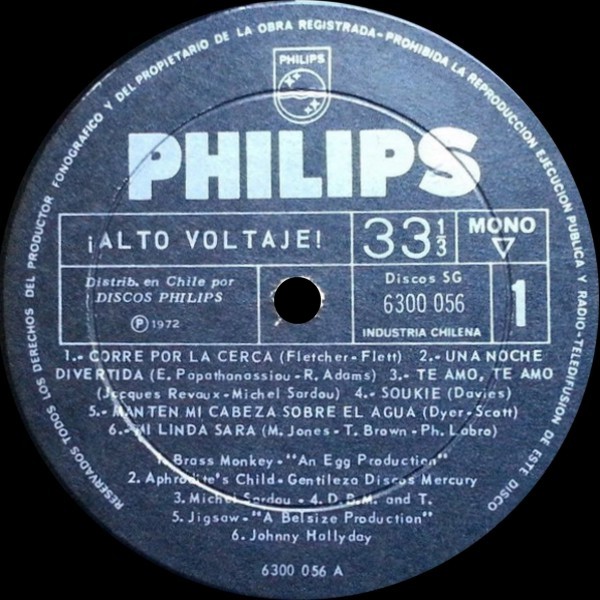 RESERVADOS TODOS LOS DERECHOS DEL PRODUCTOR FONOGRAFICO Y DEL PROPIETARIO DE LA OBRA REGISTRADA-PROHIBIDA LA REPRODUCCION EJECUCION PUBLICA Y RADIO-TELEDIFUSION DE ESTE DISCO
PHILIPS
PHILIPS
¡ALTO VOLTAJE!
33 1/3
MONO
Distrib. en Chile por
DISCOS PHILIPS
Ⓟ 1972
Discos SG
6300 056
INDUSTRIA CHILENA
1
1.- CORRE POR LA CERCA (Fletcher-Flett) 2.- UNA NOCHE
DIVERTIDA (E. Papathanassiou-R. Adams) 3.- TE AMO, TE AMO
(Jacques Revaux-Michel Sardou) 4.- SOUKIE (Davies)
5.- MANTEN MI CABEZA SOBRE EL AGUA (Dyer-Scott)
6.- MI LINDA SARA (M. Jones-T. Brown-Ph. Labro)
1. Brass Monkey-"An Egg Production"
2. Aphrodite's Child-Gentileza Discos Mercury
3. Michel Sardou - 4. D.B.M. and T.
5. Jigsaw-"A Belsize Production"
6. Johnny Hallyday
6300 056 A